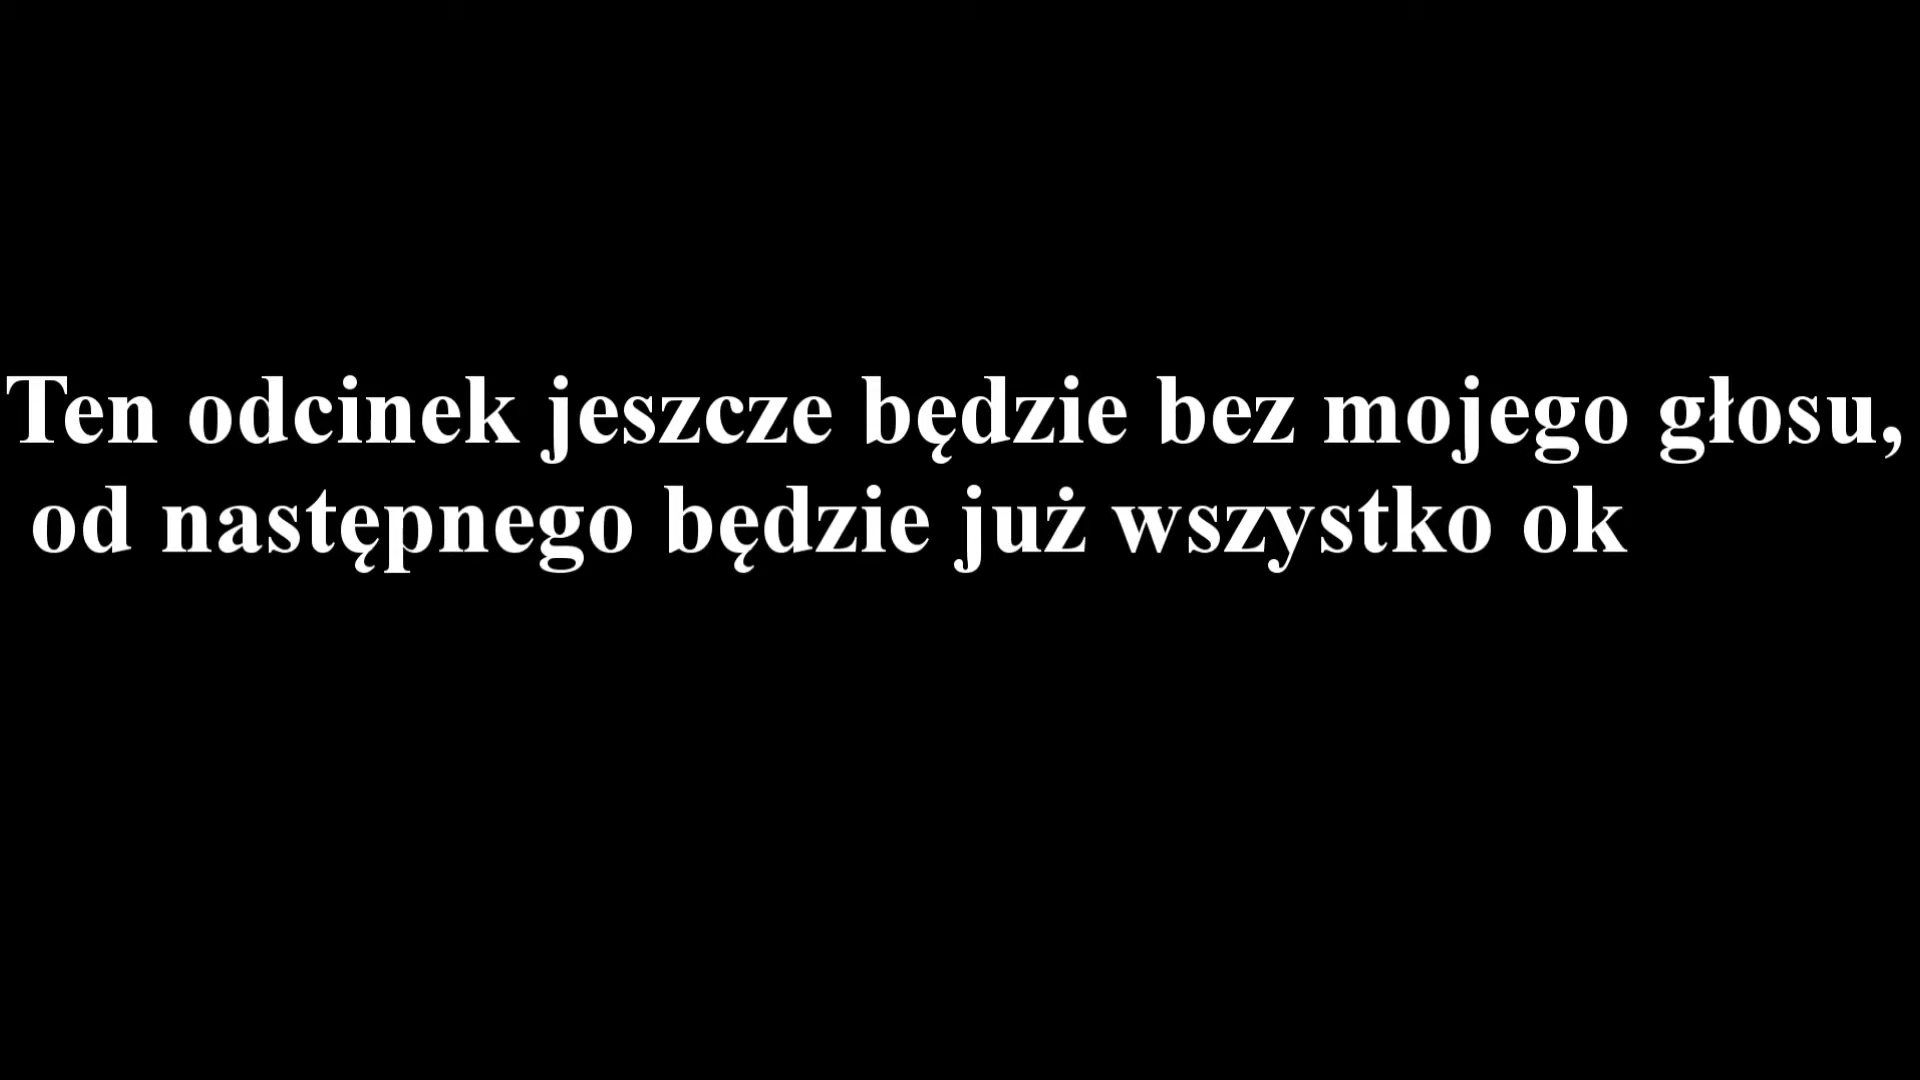 Ten odcinek jeszcze będzie bez mojego głosu,
od następnego będzie już wszystko ok